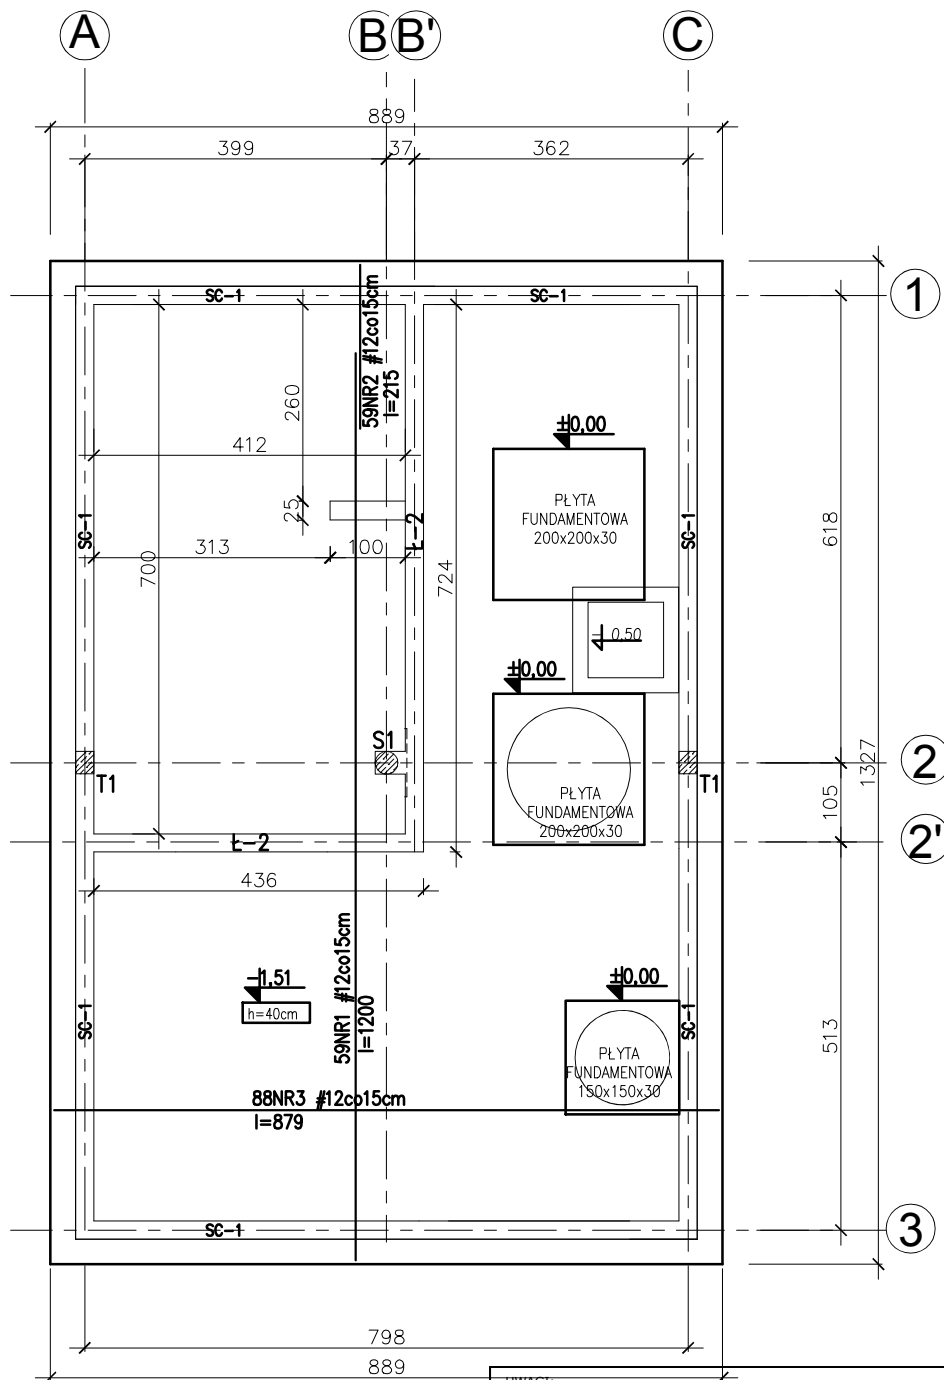 A
B
B'
C
889
399
37
362
SC-1
SC-1
1
59NR2 #12co15cm
l=215
260
412
±0,00
PŁYTA
FUNDAMENTOWA
200x200x30
SC-1
25
Ł-2
SC-1
618
313
100
700
724
- 0,50
±0,00
S1
T1
T1
2
1327
PŁYTA
FUNDAMENTOWA
200x200x30
105
Ł-2
2'
436
59NR1 #12co15cm
l=1200
-1,51
h=40cm
±0,00
SC-1
SC-1
513
PŁYTA
FUNDAMENTOWA
150x150x30
88NR3 #12co15cm
l=879
SC-1
3
798
889